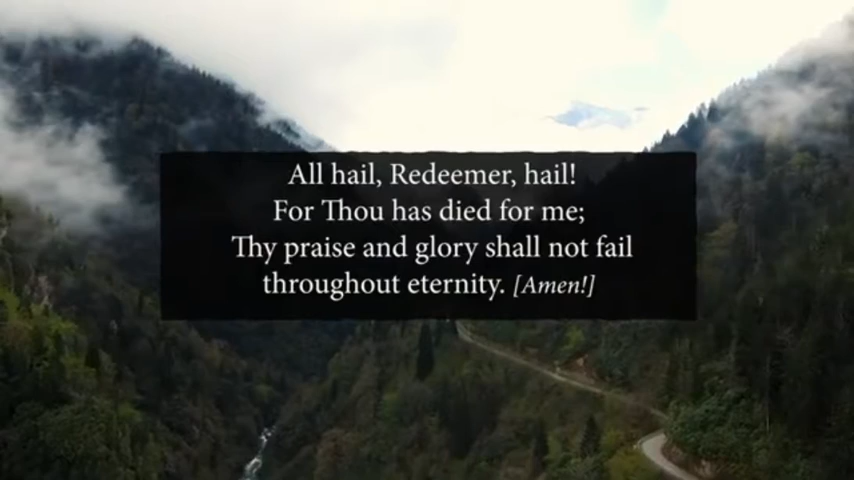 All hail, Redeemer, hail!
For Thou has died for me;
Thy praise and glory shall not fail
throughout eternity. [Amen!]